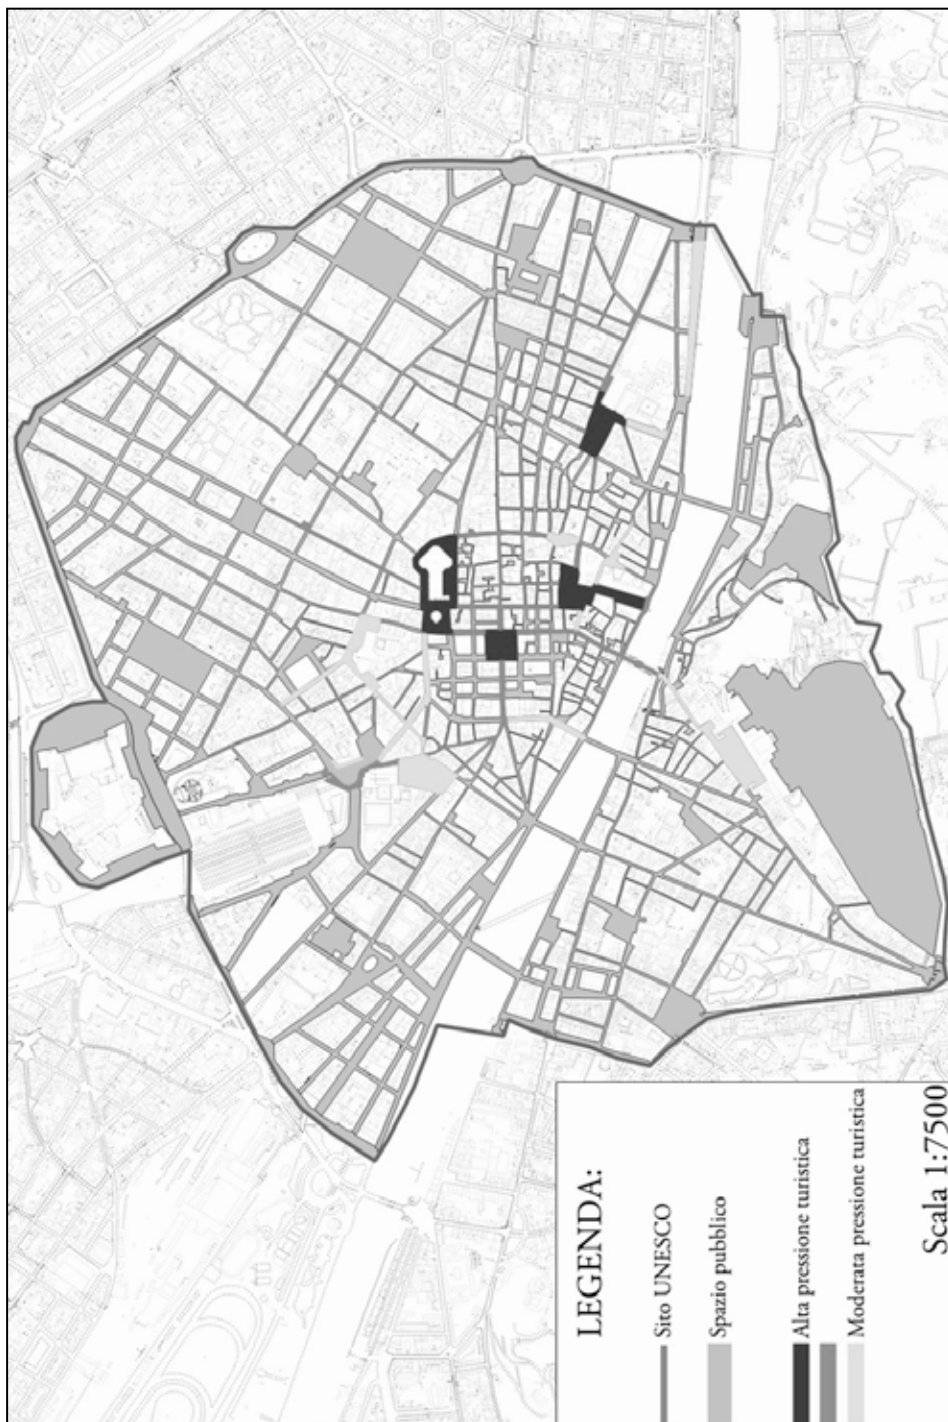 LEGENDA:
Sito UNESCO
Spazio pubblico
Alta pressione turistica
Moderata pressione turistica
Scala 1:7500